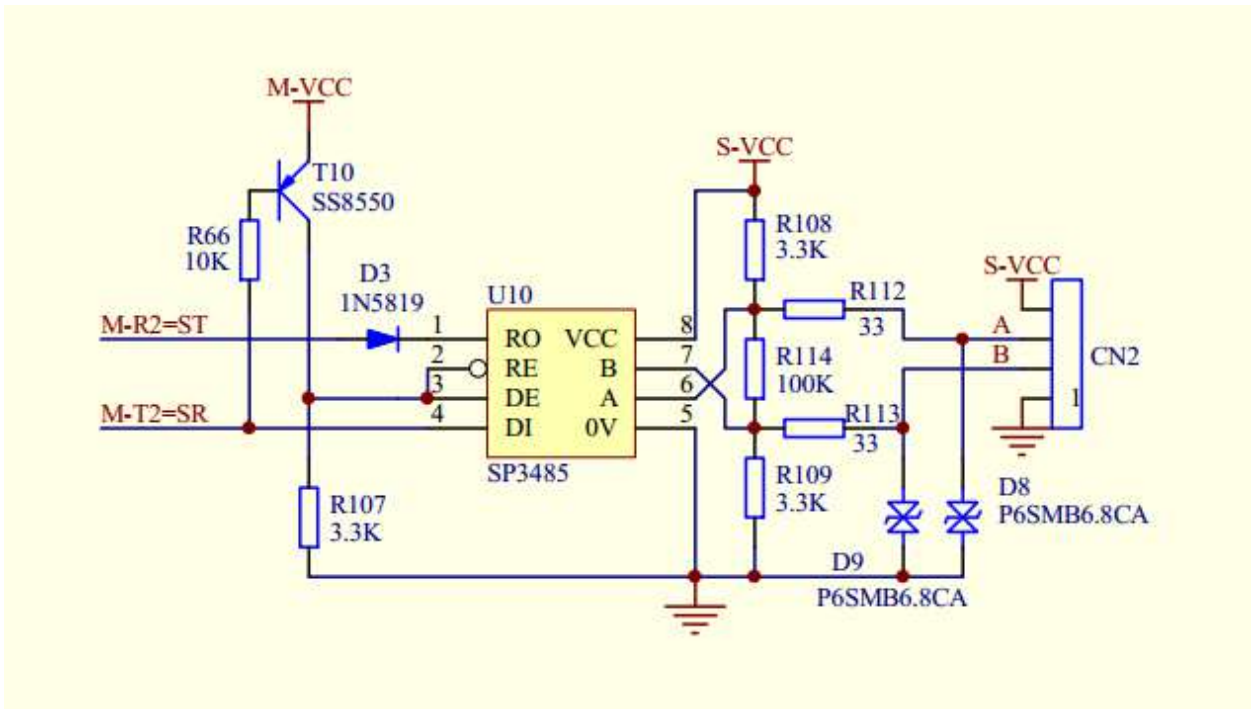 M-VCC
T10
SS8550
R66
10K
D3
1N5819
M-R2=ST
M-T2=SR
R107
3.3K
U10
1
2
3
4
RO VCC
RE B
DE A
DI 0V
8
7
6
5
SP3485
S-VCC
R108
3.3K
R114
100K
R109
3.3K
R112
33
R113
33
S-VCC
A
B
1
CN2
D8
P6SMB6.8CA
D9
P6SMB6.8CA